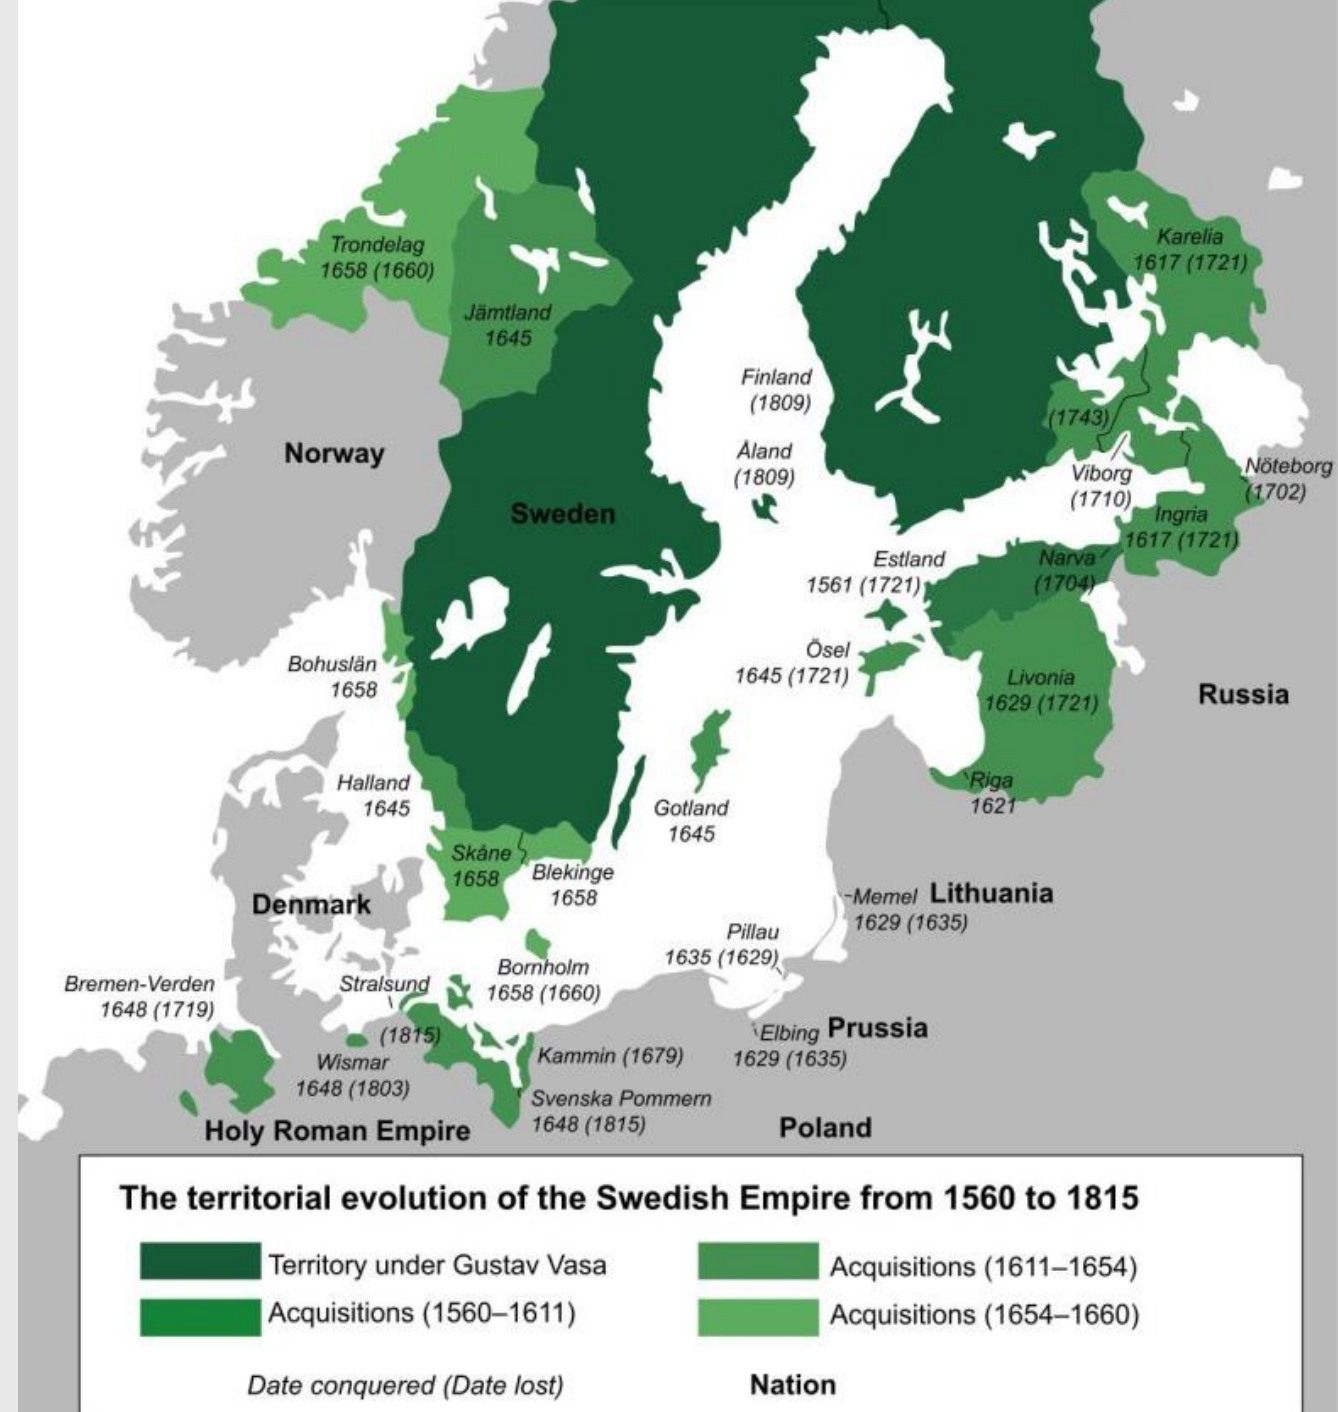 Trondelag
1658 (1660)
Jämtland
1645
Karelia
1617 (1721)
Finland
(1809)
(1743)
Norway
Åland
(1809)
Viborg
(1710)
Nöteborg
(1702)
Sweden
Ingria
1617 (1721)
Estland
1561 (1721)
Narva
(1704)
Ösel
1645 (1721)
Bohuslän
1658
Livonia
1629 (1721)
Russia
Halland
1645
Gotland
1645
Riga
1621
Skåne
1658
Blekinge
1658
Denmark
Memel
1629 (1635)
Lithuania
Pillau
1635 (1629)
Bornholm
1658 (1660)
Bremen-Verden
1648 (1719)
Stralsund
(1815)
Wismar
1648 (1803)
Kammin (1679)
Elbing
1629 (1635)
Prussia
Svenska Pommern
1648 (1815)
Holy Roman Empire
Poland
The territorial evolution of the Swedish Empire from 1560 to 1815
Territory under Gustav Vasa
Acquisitions (1560–1611)
Acquisitions (1611–1654)
Acquisitions (1654–1660)
Date conquered (Date lost)
Nation